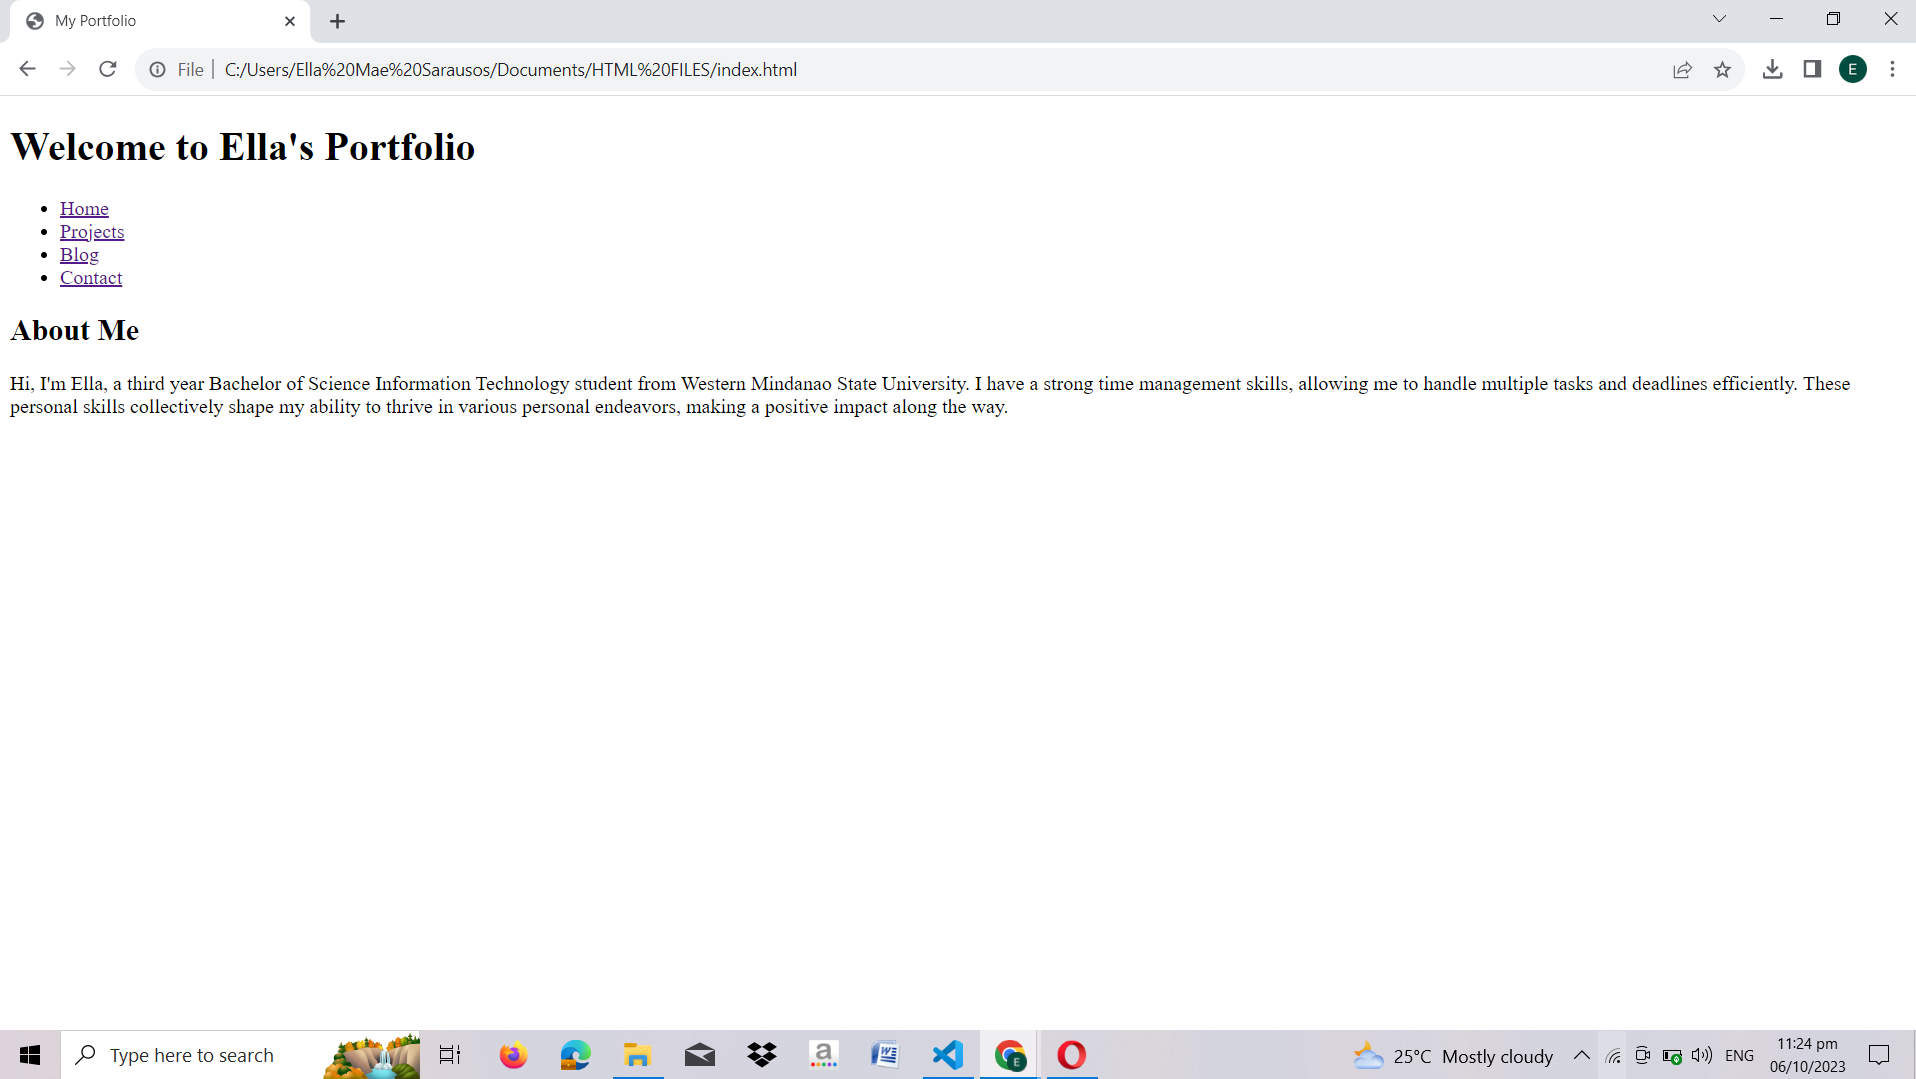 My Portfolio
File C:/Users/Ella%20Mae%20Sarausos/Documents/HTML%20FILES/index.html
E
Welcome to Ella's Portfolio
Home
Projects
Blog
Contact
About Me
Hi, I'm Ella, a third year Bachelor of Science Information Technology student from Western Mindanao State University. I have a strong time management skills, allowing me to handle multiple tasks and deadlines efficiently. These
personal skills collectively shape my ability to thrive in various personal endeavors, making a positive impact along the way.
Type here to search
a
W
E
25°C Mostly cloudy
ENG
11:24 pm
06/10/2023